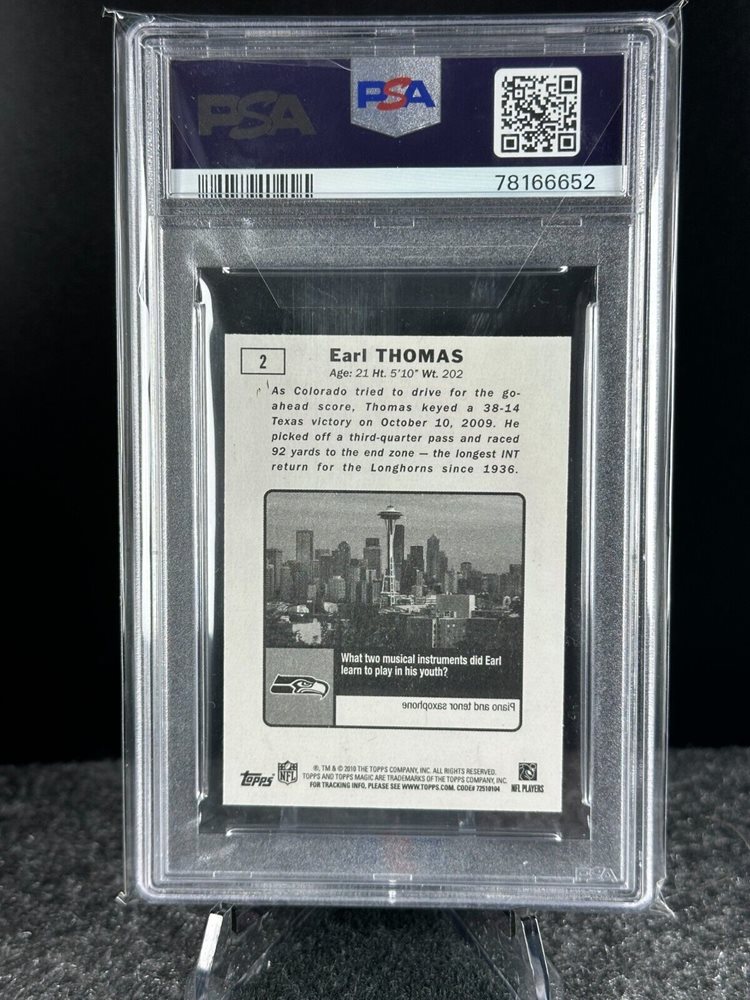 PSA
PSA
78166652
2
Earl THOMAS
Age: 21 Ht. 5'10" Wt. 202
As Colorado tried to drive for the go-
ahead score, Thomas keyed a 38-14
Texas victory on October 10, 2009. He
picked off a third-quarter pass and raced
92 yards to the end zone — the longest INT
return for the Longhorns since 1936.
What two musical instruments did Earl
learn to play in his youth?
Piano and tenor saxophone
Topps
NFL
®, TM & © 2010 THE TOPPS COMPANY, INC. ALL RIGHTS RESERVED.
TOPPS AND TOPPS MAGIC ARE TRADEMARKS OF THE TOPPS COMPANY, INC.
FOR TRACKING INFO, PLEASE SEE WWW.TOPPS.COM. CODE# 72510104
NFL PLAYERS
PSA